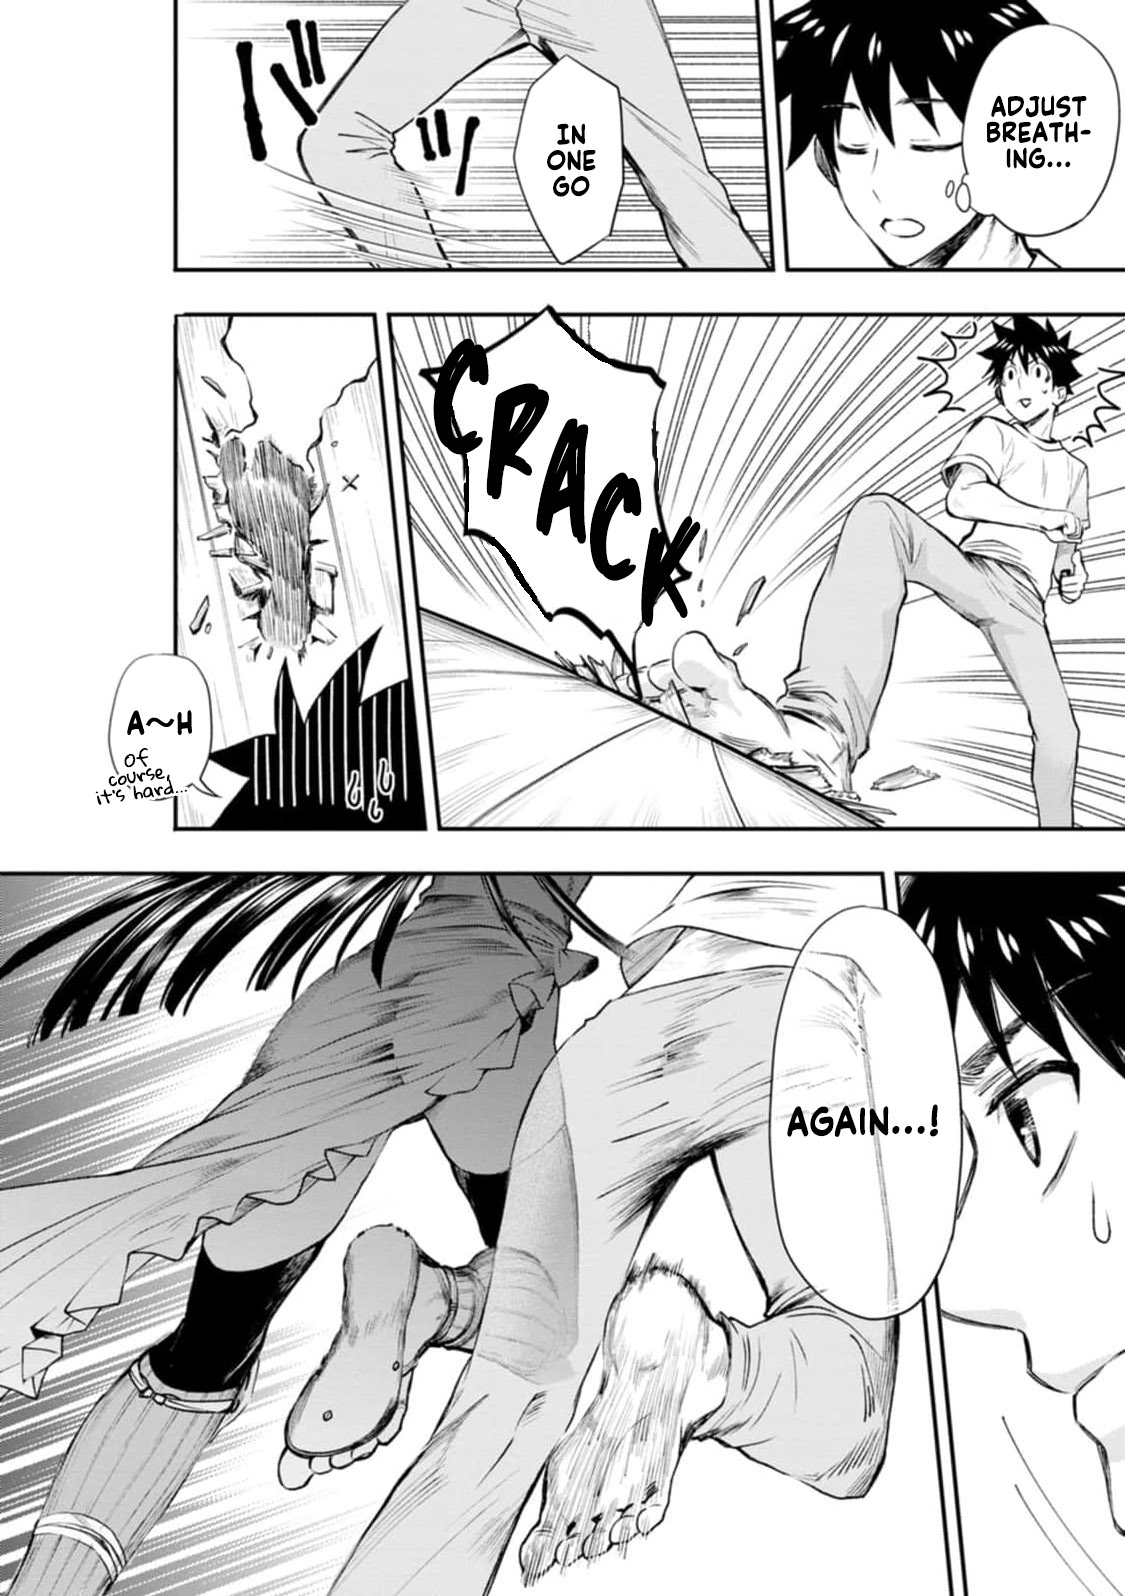 ADJUST
BREATH-
ING...
IN
ONE
GO
CRACK
A～H
Of
course,
it's hard...
AGAIN...!